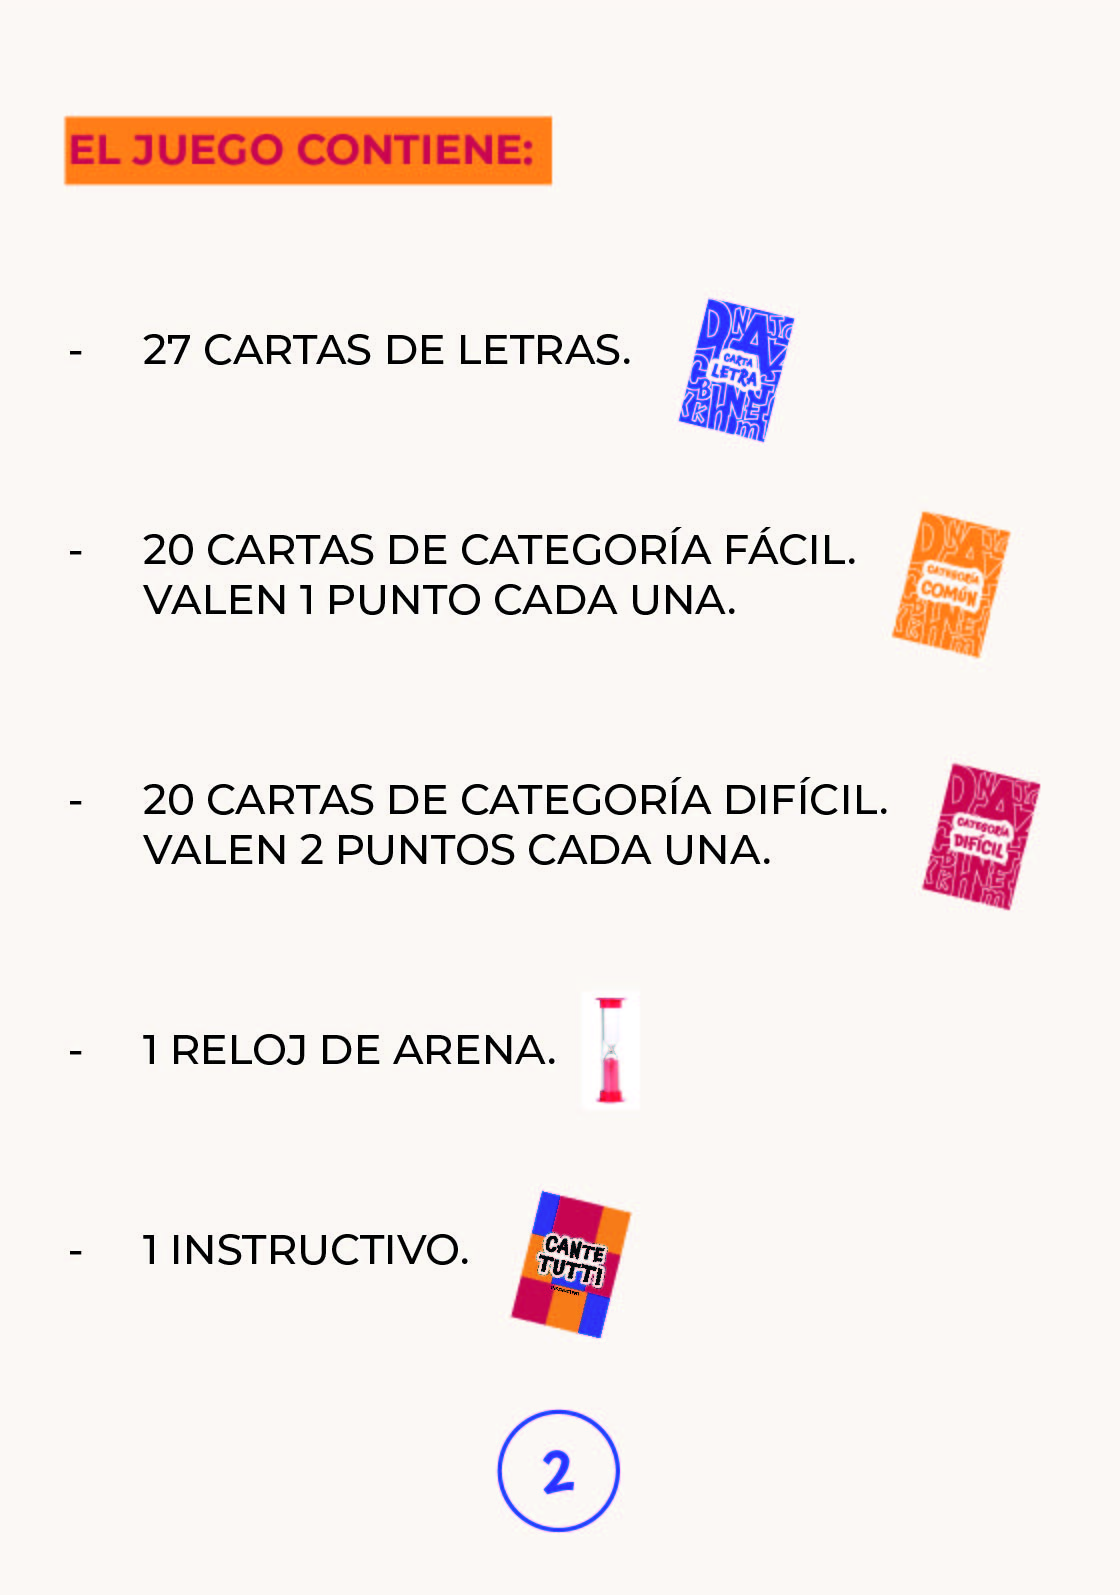 EL JUEGO CONTIENE:
- 27 CARTAS DE LETRAS.
CARTA
LETRA
- 20 CARTAS DE CATEGORÍA FÁCIL.
VALEN 1 PUNTO CADA UNA.
CATEGORÍA
COMÚN
- 20 CARTAS DE CATEGORÍA DIFÍCIL.
VALEN 2 PUNTOS CADA UNA.
CATEGORÍA
DIFÍCIL
- 1 RELOJ DE ARENA.
- 1 INSTRUCTIVO.
CANTE
TUTTI
2